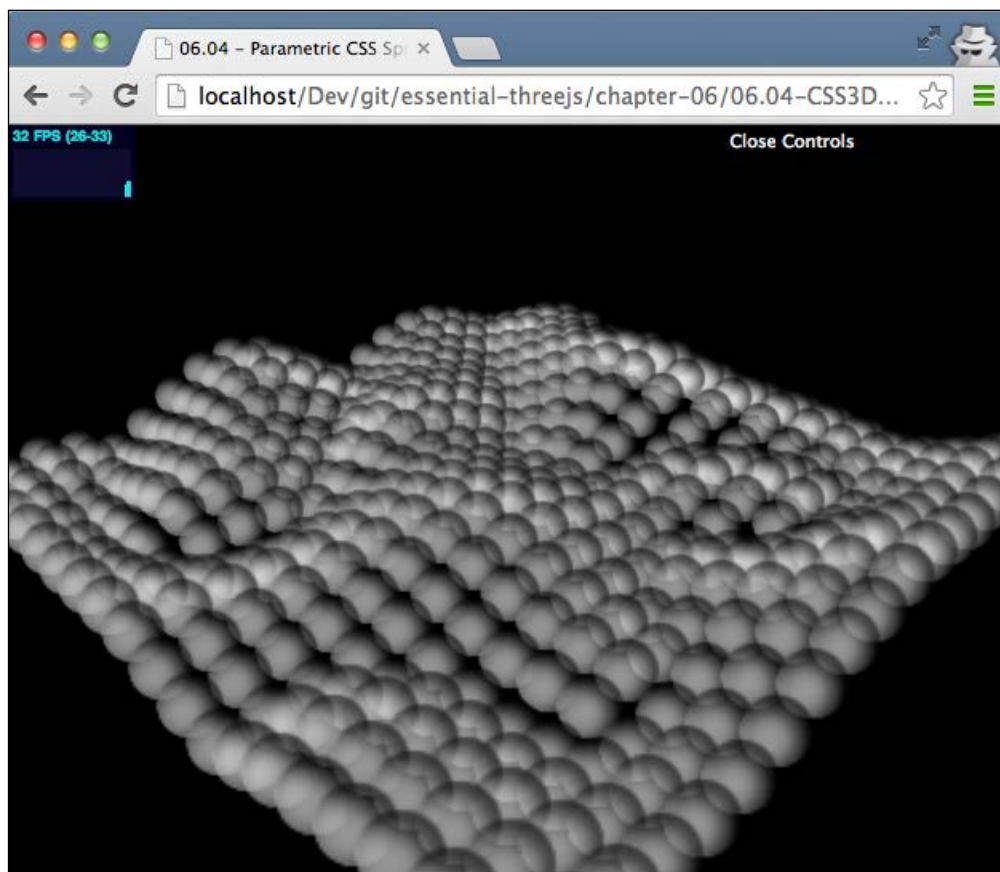 06.04 – Parametric CSS Sp
localhost/Dev/git/essential-threejs/chapter-06/06.04-CSS3D...
32 FPS (26-33)
Close Controls